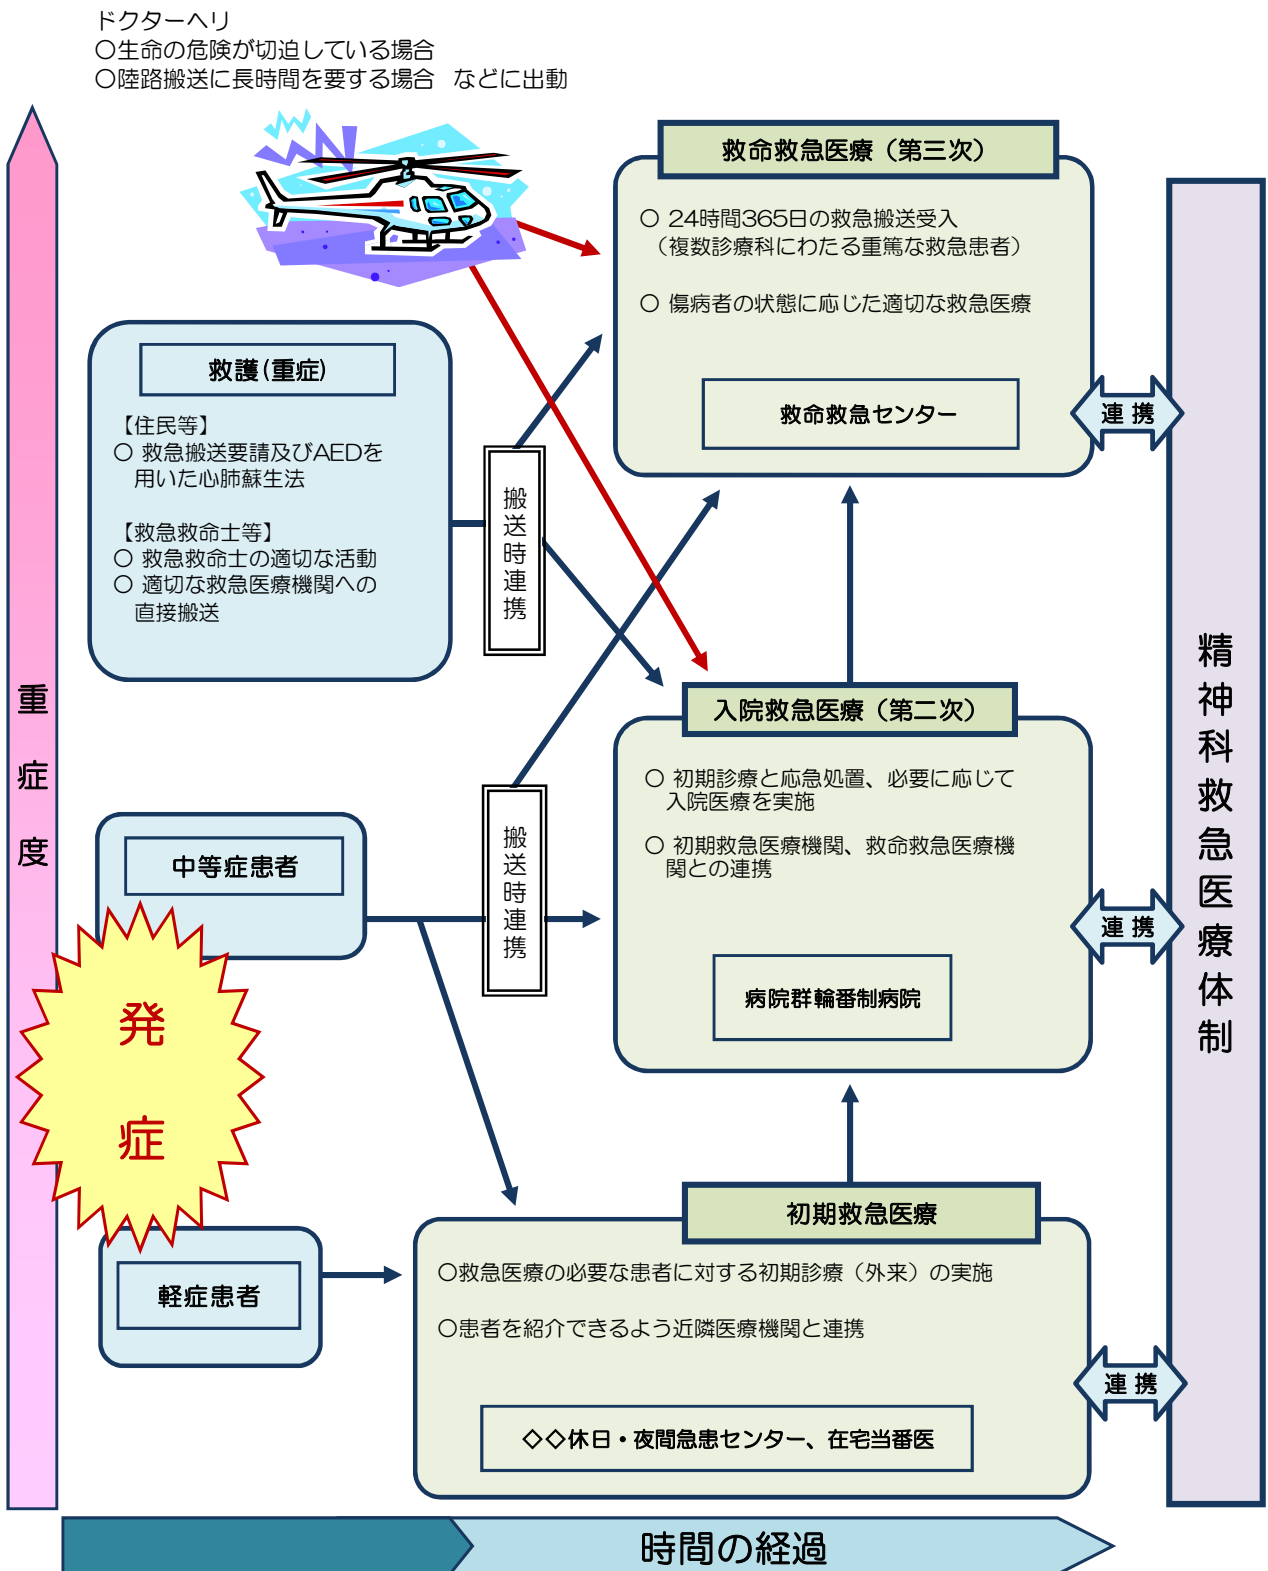 ドクターヘリ
〇生命の危険が切迫している場合
〇陸路搬送に長時間を要する場合　などに出動
救命救急医療（第三次）
〇 24時間365日の救急搬送受入
（複数診療科にわたる重篤な救急患者）
〇 傷病者の状態に応じた適切な救急医療
救命救急センター
連 携
救護(重症)
【住民等】
〇 救急搬送要請及びAEDを
用いた心肺蘇生法
【救急救命士等】
〇 救急救命士の適切な活動
〇 適切な救急医療機関への
直接搬送
搬送時連携
重症度
精神科救急医療体制
入院救急医療（第二次）
〇 初期診療と応急処置、必要に応じて
入院医療を実施
〇 初期救急医療機関、救命救急医療機
関との連携
病院群輪番制病院
連 携
中等症患者
搬送時連携
発症
初期救急医療
〇救急医療の必要な患者に対する初期診療（外来）の実施
〇患者を紹介できるよう近隣医療機関と連携
◇◇休日・夜間急患センター、在宅当番医
連 携
軽症患者
時間の経過